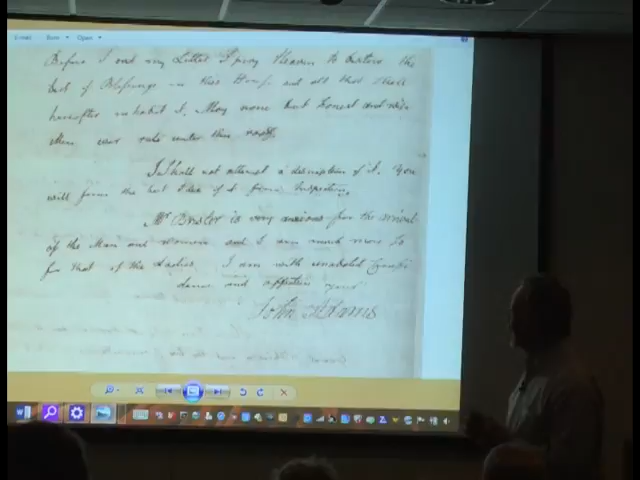 E-mail Burn Open
Before I end my Letter I pray Heaven to bestow the
best of Blessings on this House and all that shall
hereafter inhabit it. May none but honest and wise
Men ever rule under this roof.
I shall not attempt a description of it. You
will form the best Idea of it from Inspection.
Mr Brisler is very anxious for the arrival
of the Man and women and I am much more so
for that of the Ladies. I am with unabated
and affection your
John Adams